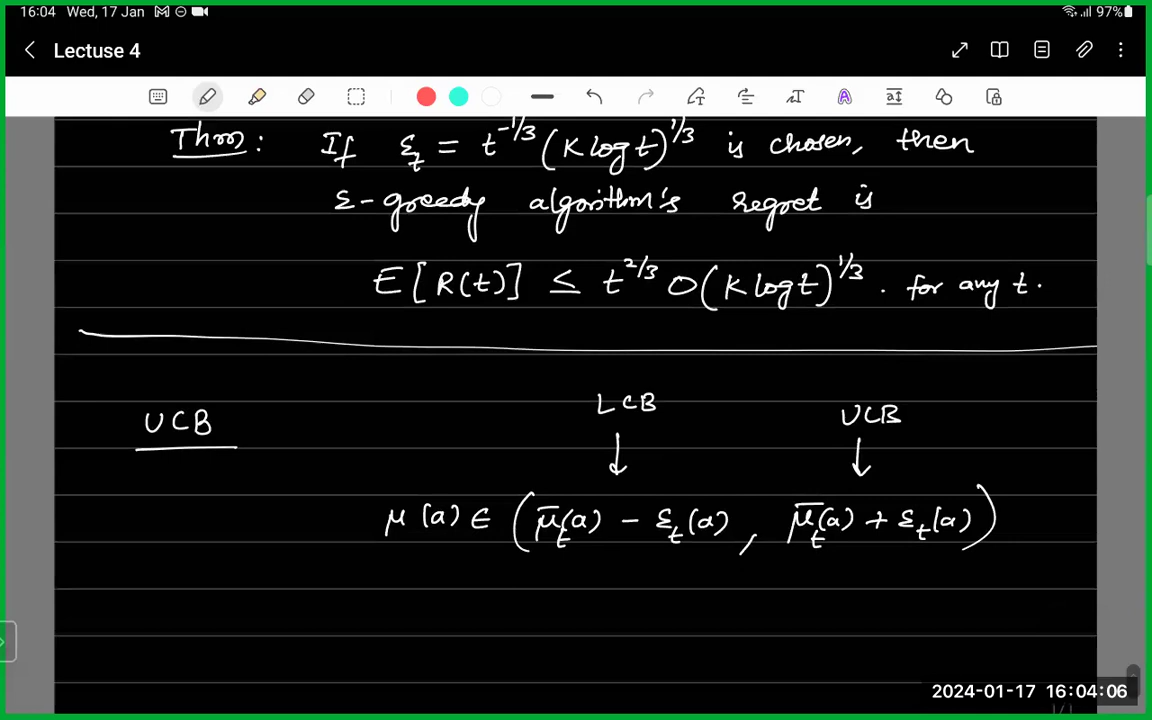 16:04 Wed, 17 Jan 97%
Lectuse 4
Thm: If ε_t = t^{-1/3} (K log t)^{1/3} is chosen, then
ε-greedy algorithm's regret is
E[R(t)] ≤ t^{2/3} O(K log t)^{1/3}. for any t.
LCB
UCB
UCB
μ(a) ∈ (μ̄_t(a) - ε_t(a), μ̄_t(a) + ε_t(a))
2024-01-17 16:04:06